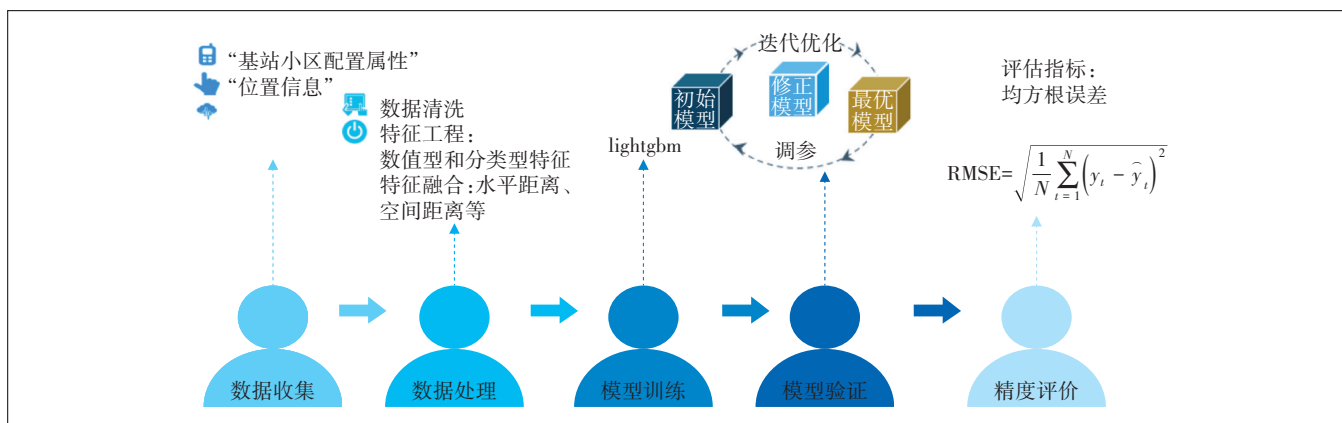 “基站小区配置属性”
“位置信息”
数据清洗
特征工程：
数值型和分类型特征
特征融合：水平距离、
空间距离等
lightgbm
迭代优化
初始
模型
修正
模型
最优
模型
调参
评估指标：
均方根误差
RMSE=√(1/N ∑_{t=1}^{N} (y_t − ŷ_t)^2)
数据收集
数据处理
模型训练
模型验证
精度评价